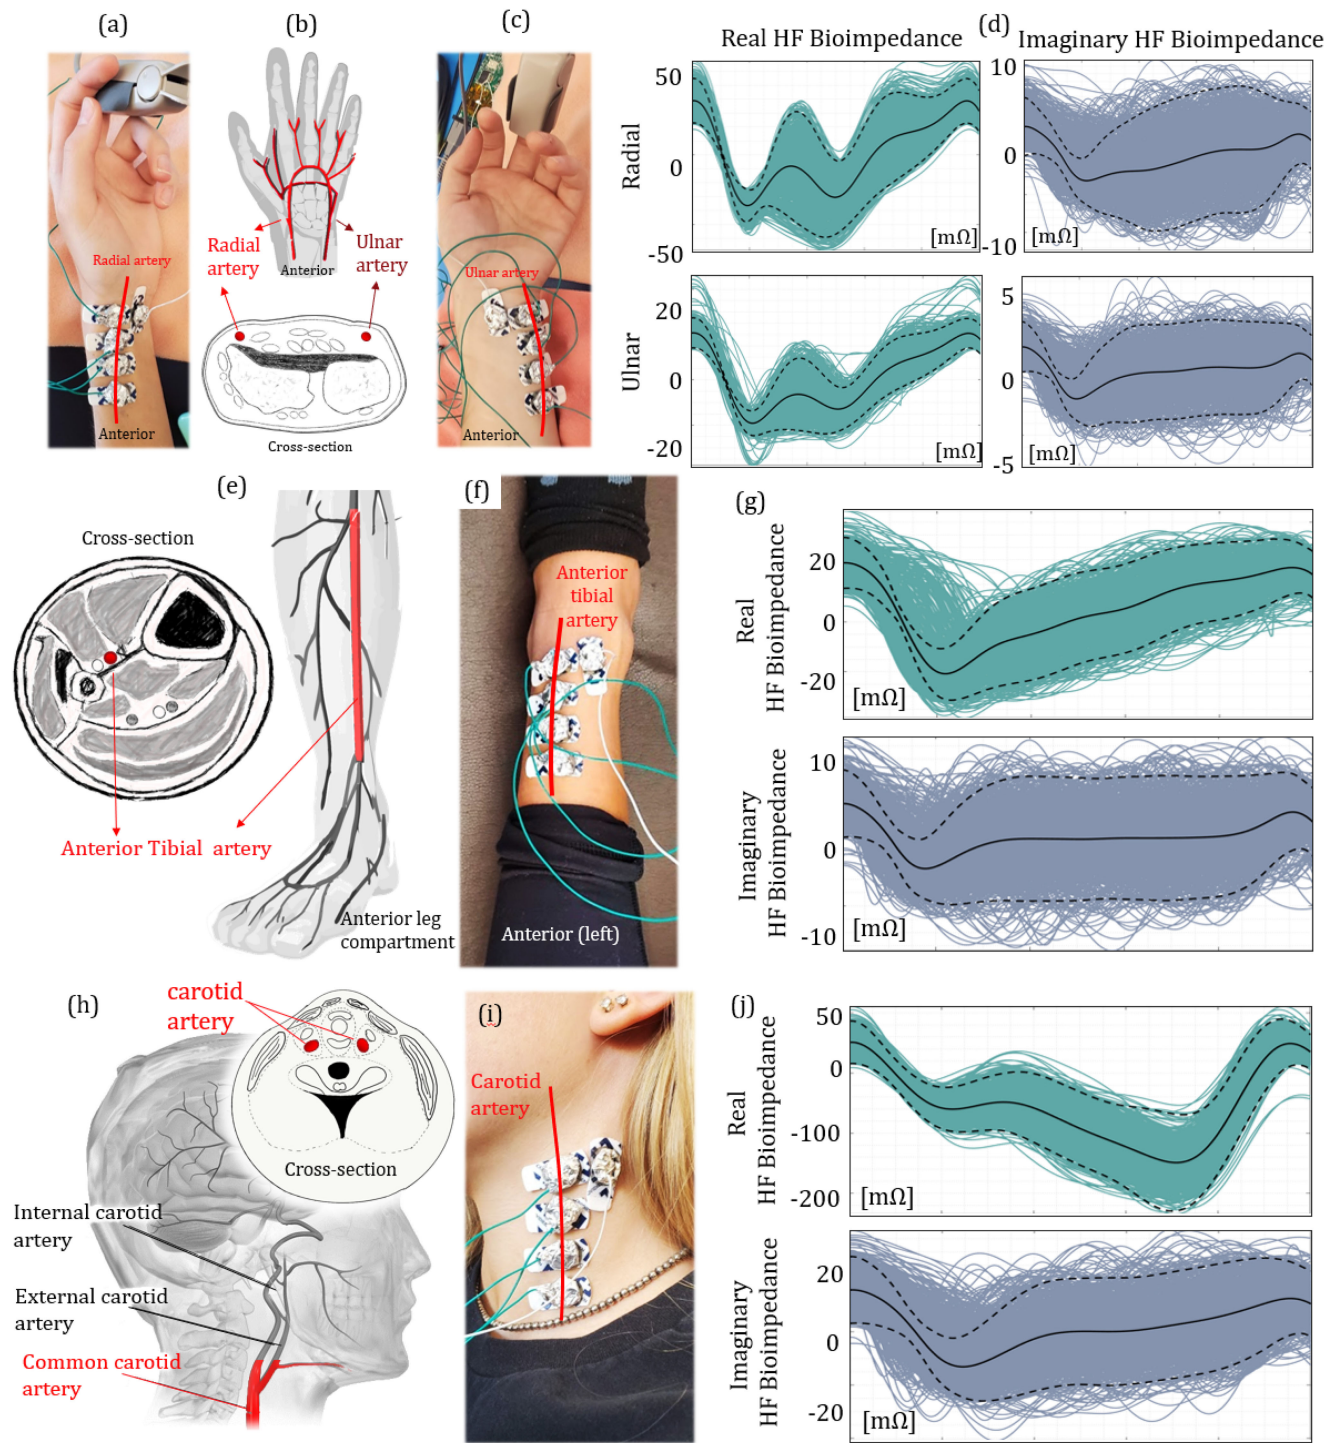 (a)
(b)
(c)
(d)
Real HF Bioimpedance
Imaginary HF Bioimpedance
Radial artery
Anterior
Radial
artery
Ulnar
artery
Anterior
Cross-section
Ulnar artery
Anterior
Radial
50
0
-50
[mΩ]
10
0
-10
[mΩ]
Ulnar
20
0
-20
[mΩ]
5
0
-5
[mΩ]
(e)
Cross-section
Anterior Tibial artery
Anterior leg
compartment
(f)
Anterior
tibial
artery
Anterior (left)
(g)
Real
HF Bioimpedance
20
0
-20
[mΩ]
Imaginary
HF Bioimpedance
10
0
-10
[mΩ]
(h)
carotid
artery
Cross-section
Internal carotid
artery
External carotid
artery
Common carotid
artery
(i)
Carotid
artery
(j)
Real
HF Bioimpedance
50
0
-100
-200
[mΩ]
Imaginary
HF Bioimpedance
20
0
-20
[mΩ]